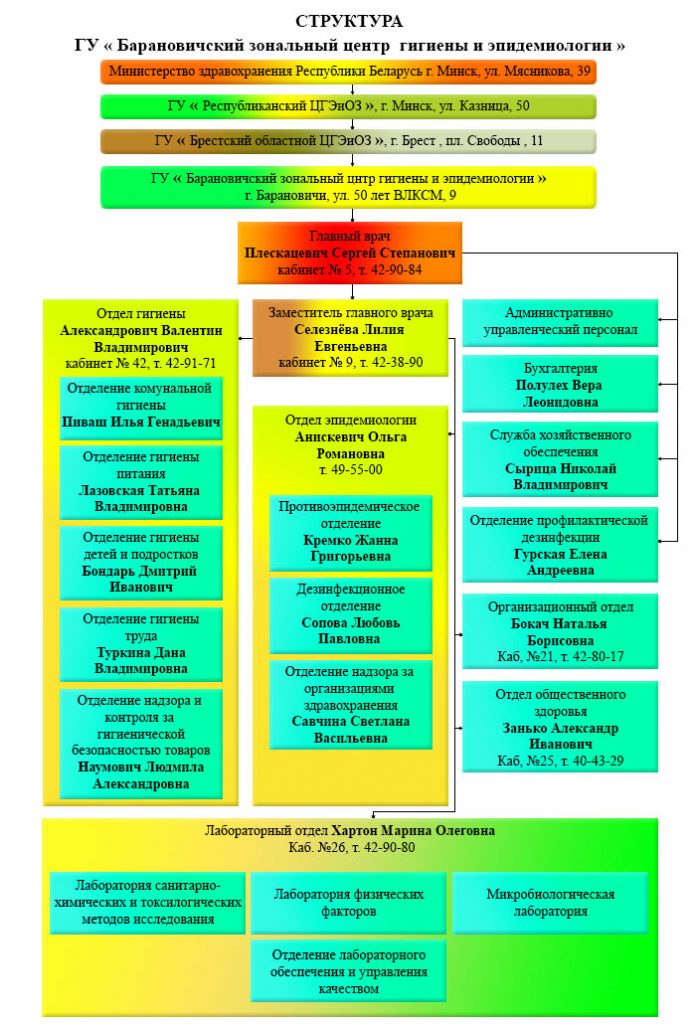 СТРУКТУРА
ГУ « Барановичский зональный центр гигиены и эпидемиологии »
Министерство здравохранения Республики Беларусь г. Минск, ул. Мясникова, 39
ГУ « Республиканский ЦГЭиОЗ », г. Минск, ул. Казница, 50
ГУ « Брестский областной ЦГЭиОЗ », г. Брест , пл. Свободы , 11
ГУ « Барановичский зональный цнтр гигиены и эпидемиологии »
г. Барановичи, ул. 50 лет ВЛКСМ, 9
Главный врач
Плескацевич Сергей Степанович
кабинет № 5, т. 42-90-84
Отдел гигиены
Александрович Валентин
Владимирович
кабинет № 42, т. 42-91-71
Отделение комунальной
гигиены
Пиваш Илья Генадьевич
Отделение гигиены
питания
Лазовская Татьяна
Владимировна
Отделение гигиены
детей и подростков
Бондарь Дмитрий
Иванович
Отделение гигиены
труда
Туркина Дана
Владимировна
Отделение надзора и
контроля за
гигиенической
безопасностью товаров
Наумович Людмила
Александровна
Заместитель главного врача
Селезнёва Лилия
Евгеньевна
кабинет № 9, т. 42-38-90
Отдел эпидемиологии
Анискевич Ольга
Романовна
т. 49-55-00
Противоэпидемическое
отделение
Кремко Жанна
Григорьевна
Дезинфекционное
отделение
Сопова Любовь
Павловна
Отделение надзора за
организациями
здравохранения
Савчина Светлана
Васильевна
Административно
управленческий персонал
Бухгалтерия
Полулех Вера
Леонидовна
Служба хозяйственного
обеспечения
Сырица Николай
Владимирович
Отделение профилактической
дезинфекции
Гурская Елена
Андреевна
Организационный отдел
Бокач Наталья
Борисовна
Каб, №21, т. 42-80-17
Отдел общественного
здоровья
Занько Александр
Иванович
Каб, №25, т. 40-43-29
Лабораторный отдел Хартон Марина Олеговна
Каб. №26, т. 42-90-80
Лаборатория санитарно-
химических и токсилогических
методов исследования
Лаборатория физических
факторов
Микробиологическая
лаборатория
Отделение лабораторного
обеспечения и управления
качеством